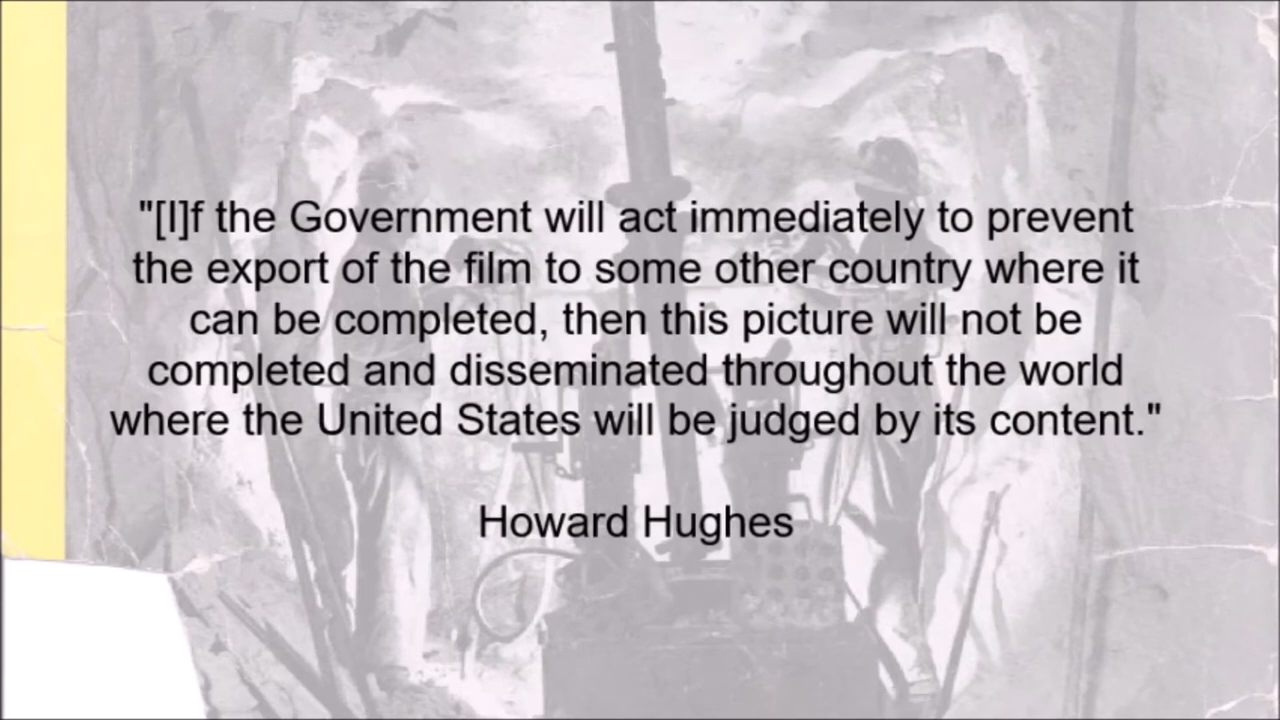 "[I]f the Government will act immediately to prevent
the export of the film to some other country where it
can be completed, then this picture will not be
completed and disseminated throughout the world
where the United States will be judged by its content."
Howard Hughes